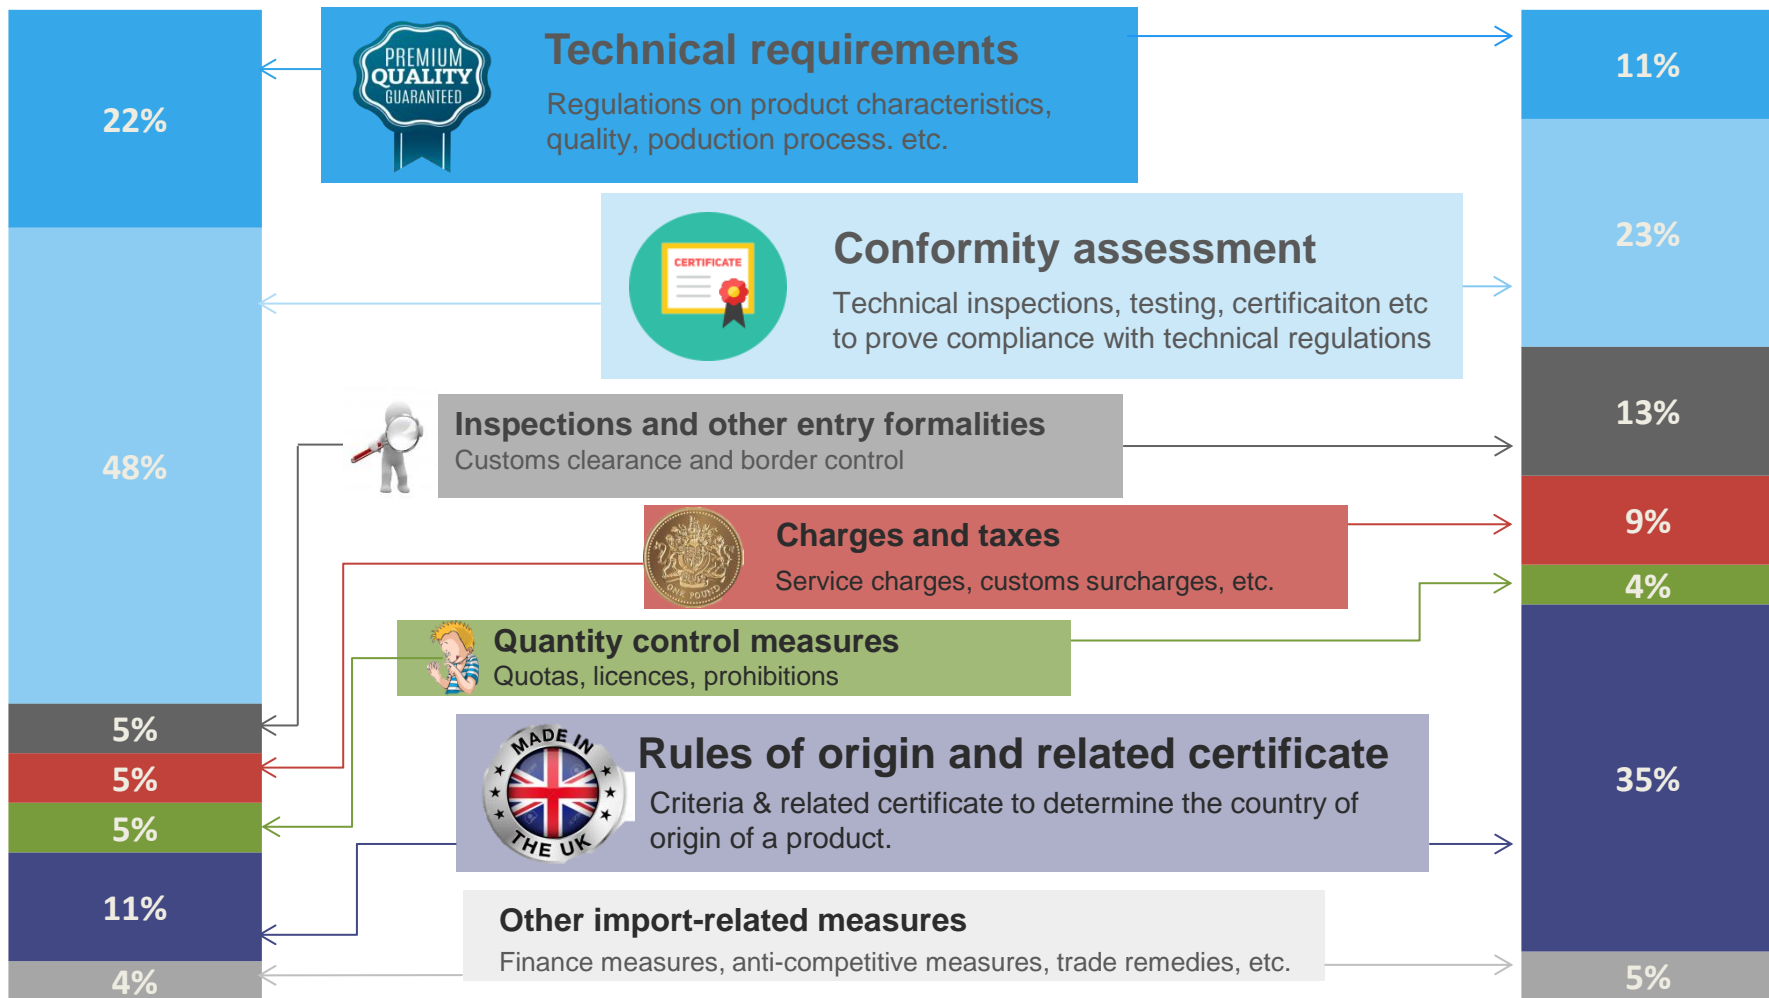 22%
48%
5%
5%
5%
11%
4%
PREMIUM
QUALITY
GUARANTEED
Technical requirements
Regulations on product characteristics,
quality, poduction process. etc.
CERTIFICATE
Conformity assessment
Technical inspections, testing, certificaiton etc
to prove compliance with technical regulations
Inspections and other entry formalities
Customs clearance and border control
ONE POUND
Charges and taxes
Service charges, customs surcharges, etc.
Quantity control measures
Quotas, licences, prohibitions
MADE IN
THE UK
Rules of origin and related certificate
Criteria & related certificate to determine the country of
origin of a product.
Other import-related measures
Finance measures, anti-competitive measures, trade remedies, etc.
11%
23%
13%
9%
4%
35%
5%